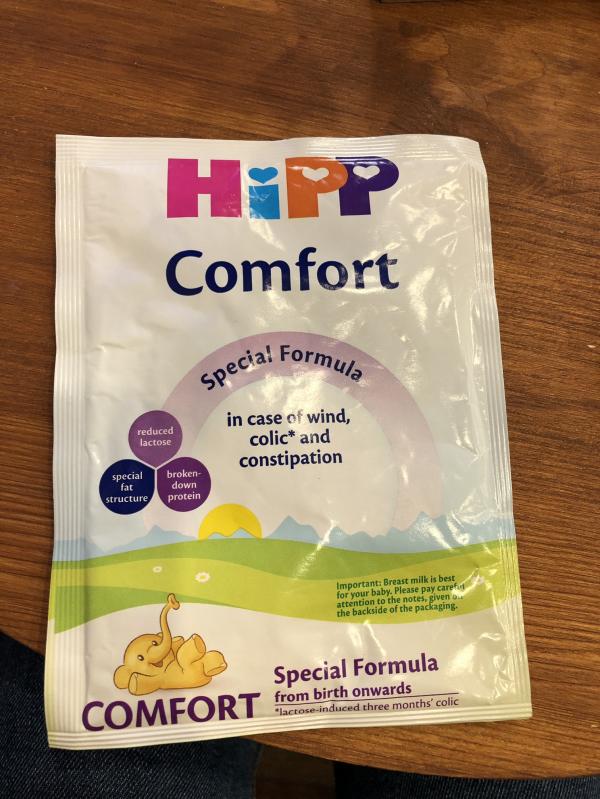 HiPP
Comfort
Special Formula
in case of wind,
colic* and
constipation
reduced
lactose
special
fat
structure
broken-
down
protein
Important: Breast milk is best
for your baby. Please pay careful
attention to the notes, given on
the backside of the packaging.
COMFORT
Special Formula
from birth onwards
*lactose-induced three months' colic